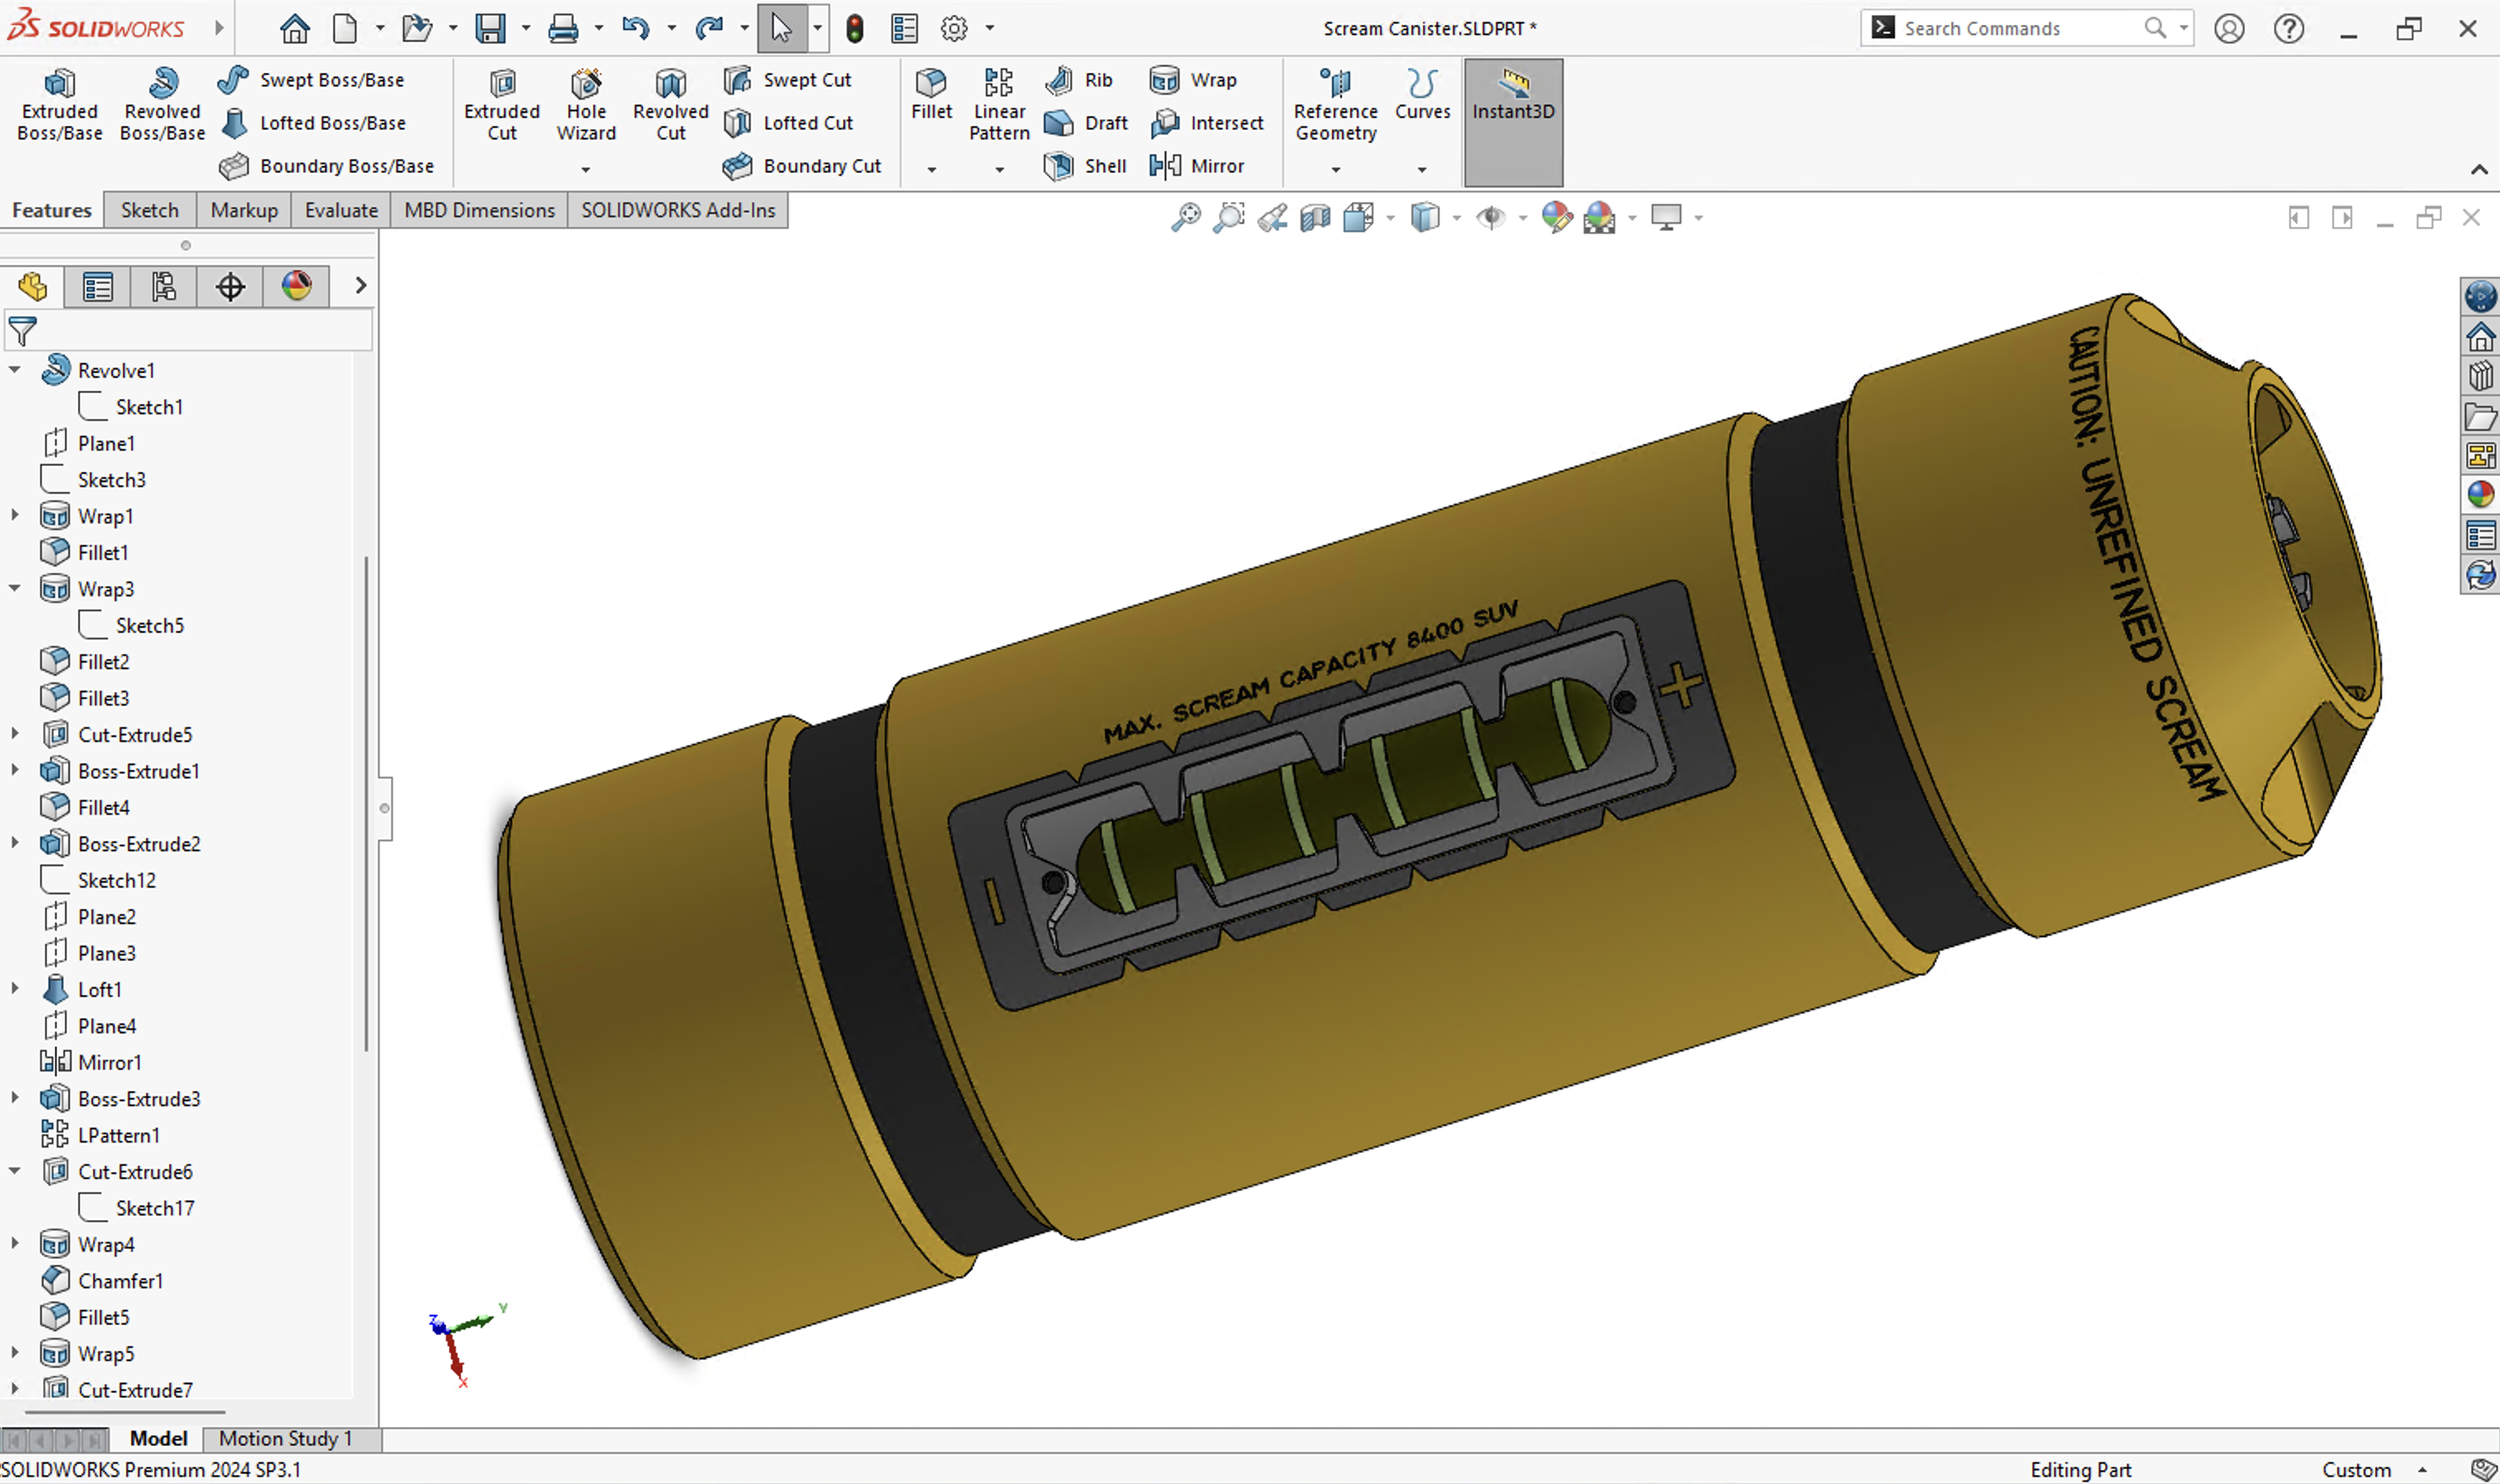 SOLIDWORKS
Scream Canister.SLDPRT *
Search Commands
Extruded Boss/Base
Revolved Boss/Base
Swept Boss/Base
Lofted Boss/Base
Boundary Boss/Base
Extruded Cut
Hole Wizard
Revolved Cut
Swept Cut
Lofted Cut
Boundary Cut
Fillet
Linear Pattern
Rib
Draft
Shell
Wrap
Intersect
Mirror
Reference Geometry
Curves
Instant3D
Features
Sketch
Markup
Evaluate
MBD Dimensions
SOLIDWORKS Add-Ins
Revolve1
Sketch1
Plane1
Sketch3
Wrap1
Fillet1
Wrap3
Sketch5
Fillet2
Fillet3
Cut-Extrude5
Boss-Extrude1
Fillet4
Boss-Extrude2
Sketch12
Plane2
Plane3
Loft1
Plane4
Mirror1
Boss-Extrude3
LPattern1
Cut-Extrude6
Sketch17
Wrap4
Chamfer1
Fillet5
Wrap5
Cut-Extrude7
MAX. SCREAM CAPACITY 8400 SUV
+
-
CAUTION: UNREFINED SCREAM
Z
Y
X
Model
Motion Study 1
SOLIDWORKS Premium 2024 SP3.1
Editing Part
Custom